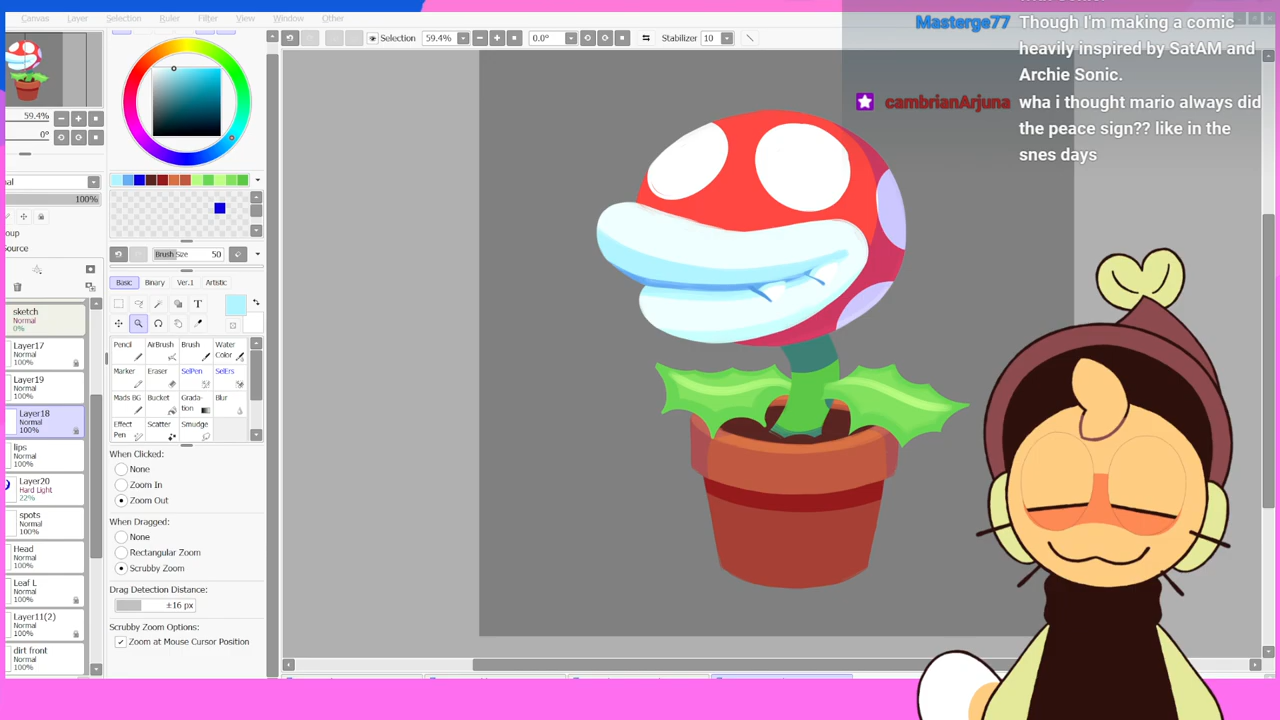 Canvas Layer Selection Ruler Filter View Window Other
Selection 59.4% 0.0° Stabilizer 10
Masterge77 Though I'm making a comic
heavily inspired by SatAM and
Archie Sonic.
cambrianArjuna wha i thought mario always did
the peace sign?? like in the
snes days
59.4%
0°
100%
Source
Brush Size 50
Basic Binary Ver.1 Artistic
T
Pencil AirBrush Brush Water Color
Marker Eraser SelPen SelErs
Mads BG Bucket Grada-tion Blur
Effect Pen Scatter Smudge
When Clicked:
None
Zoom In
Zoom Out
When Dragged:
None
Rectangular Zoom
Scrubby Zoom
Drag Detection Distance:
±16 px
Scrubby Zoom Options:
Zoom at Mouse Cursor Position
sketch
Normal
0%
Layer17
Normal
100%
Layer19
Normal
100%
Layer18
Normal
100%
lips
Normal
100%
Layer20
Hard Light
22%
spots
Normal
100%
Head
Normal
100%
Leaf L
Normal
100%
Layer11(2)
Normal
100%
dirt front
Normal
100%